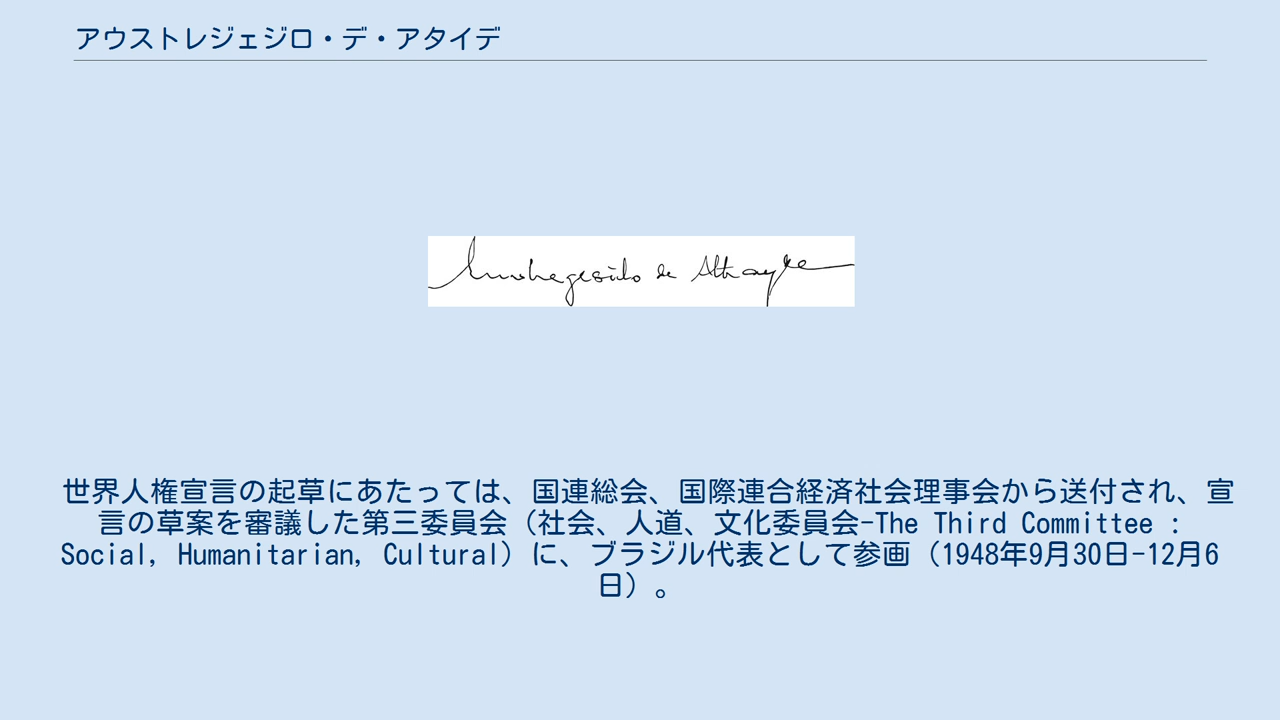 アウストレジェジロ・デ・アタイデ
Austregesilo de Athayde
世界人権宣言の起草にあたっては、国連総会、国際連合経済社会理事会から送付され、宣
言の草案を審議した第三委員会（社会、人道、文化委員会-The Third Committee :
Social, Humanitarian, Cultural）に、ブラジル代表として参画（1948年9月30日-12月6
日）。